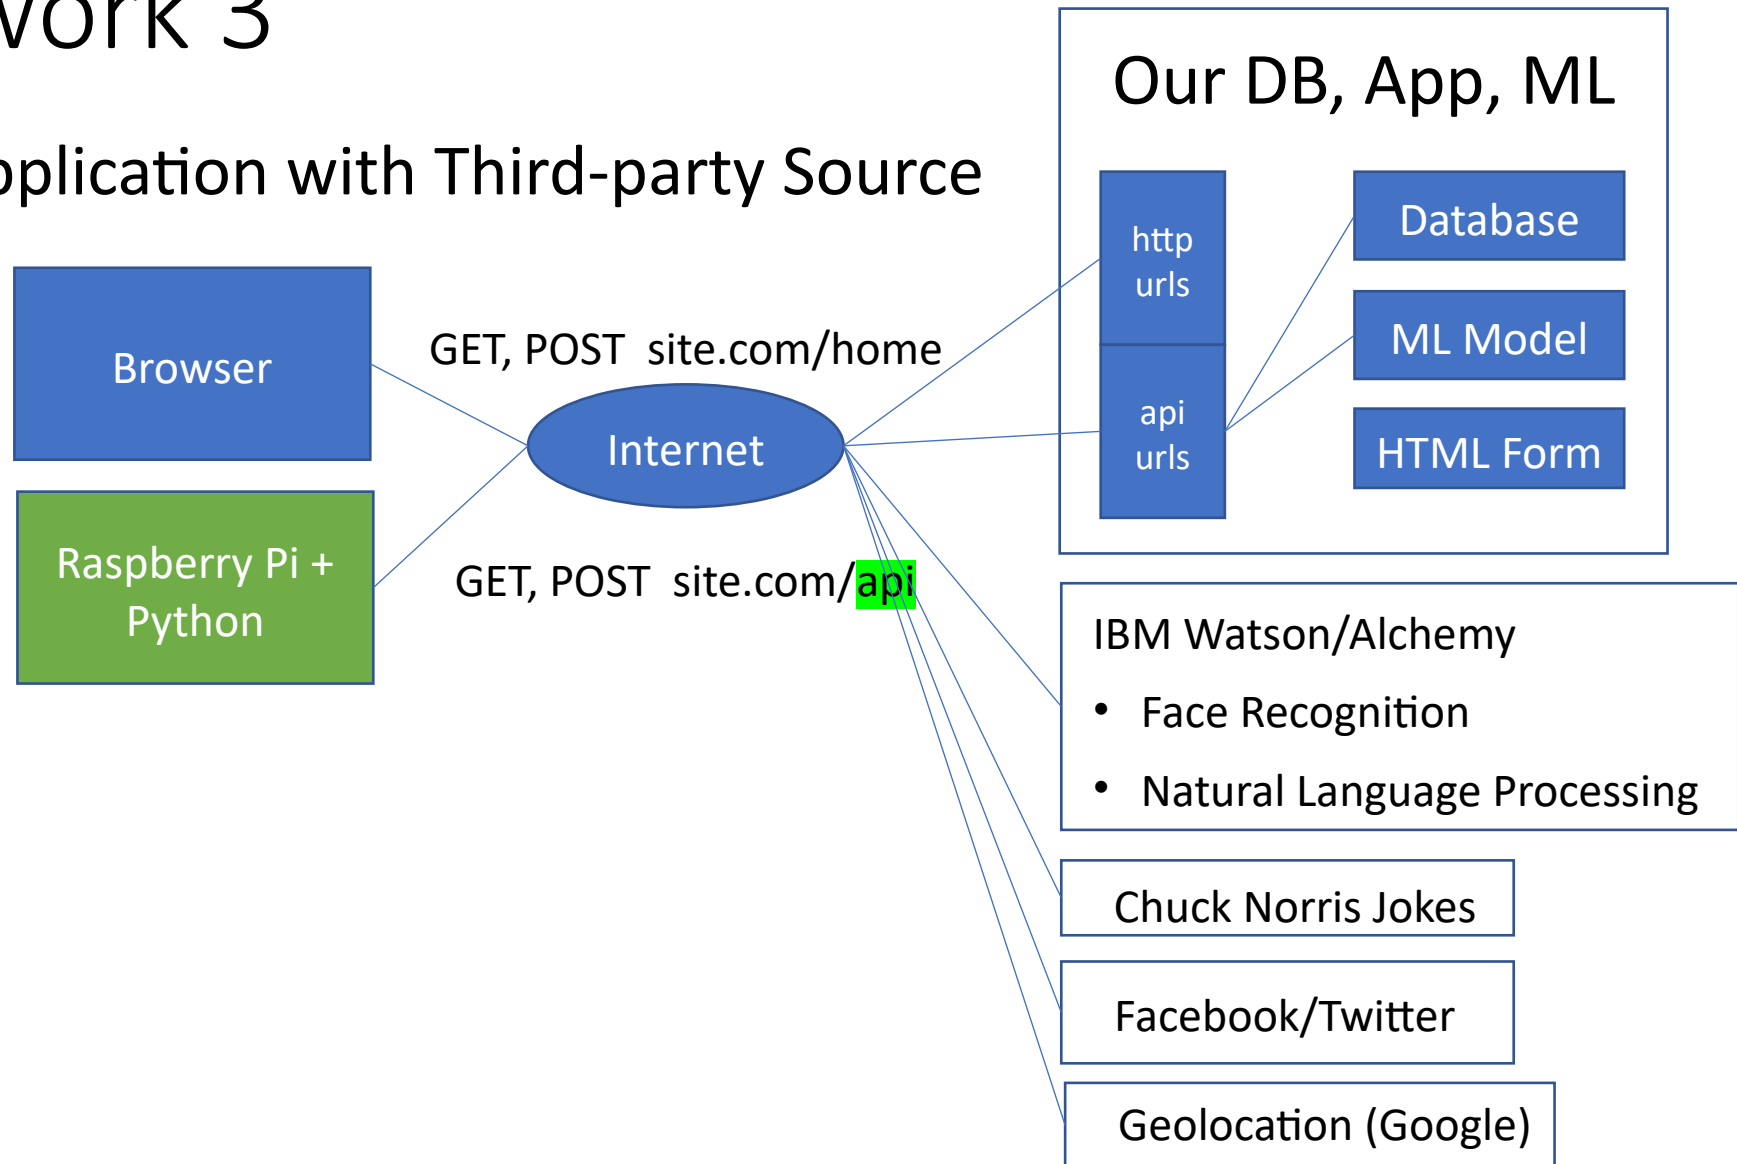 work 3
pplication with Third-party Source
Browser
Raspberry Pi +
Python
GET, POST site.com/home
Internet
GET, POST site.com/api
Our DB, App, ML
http
urls
api
urls
Database
ML Model
HTML Form
IBM Watson/Alchemy
• Face Recognition
• Natural Language Processing
Chuck Norris Jokes
Facebook/Twitter
Geolocation (Google)